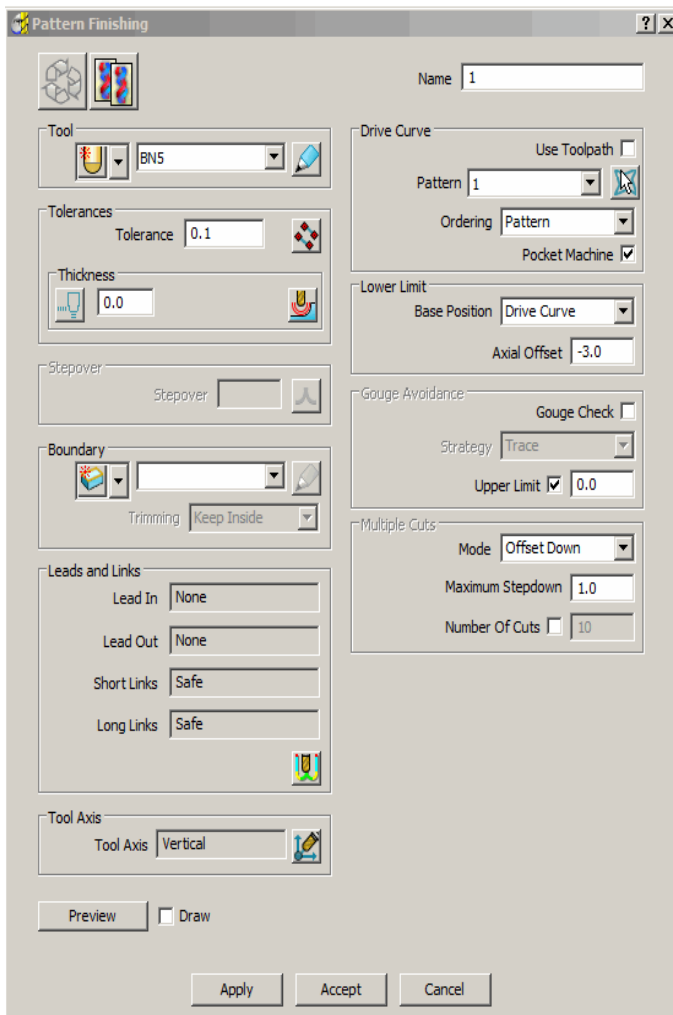 Pattern Finishing
Name 1
Tool
BN5
Tolerances
Tolerance 0.1
Thickness
0.0
Stepover
Stepover
Boundary
Trimming Keep Inside
Leads and Links
Lead In None
Lead Out None
Short Links Safe
Long Links Safe
Tool Axis
Tool Axis Vertical
Preview Draw
Drive Curve
Use Toolpath
Pattern 1
Ordering Pattern
Pocket Machine
Lower Limit
Base Position Drive Curve
Axial Offset -3.0
Gouge Avoidance
Gouge Check
Strategy Trace
Upper Limit 0.0
Multiple Cuts
Mode Offset Down
Maximum Stepdown 1.0
Number Of Cuts 10
Apply Accept Cancel